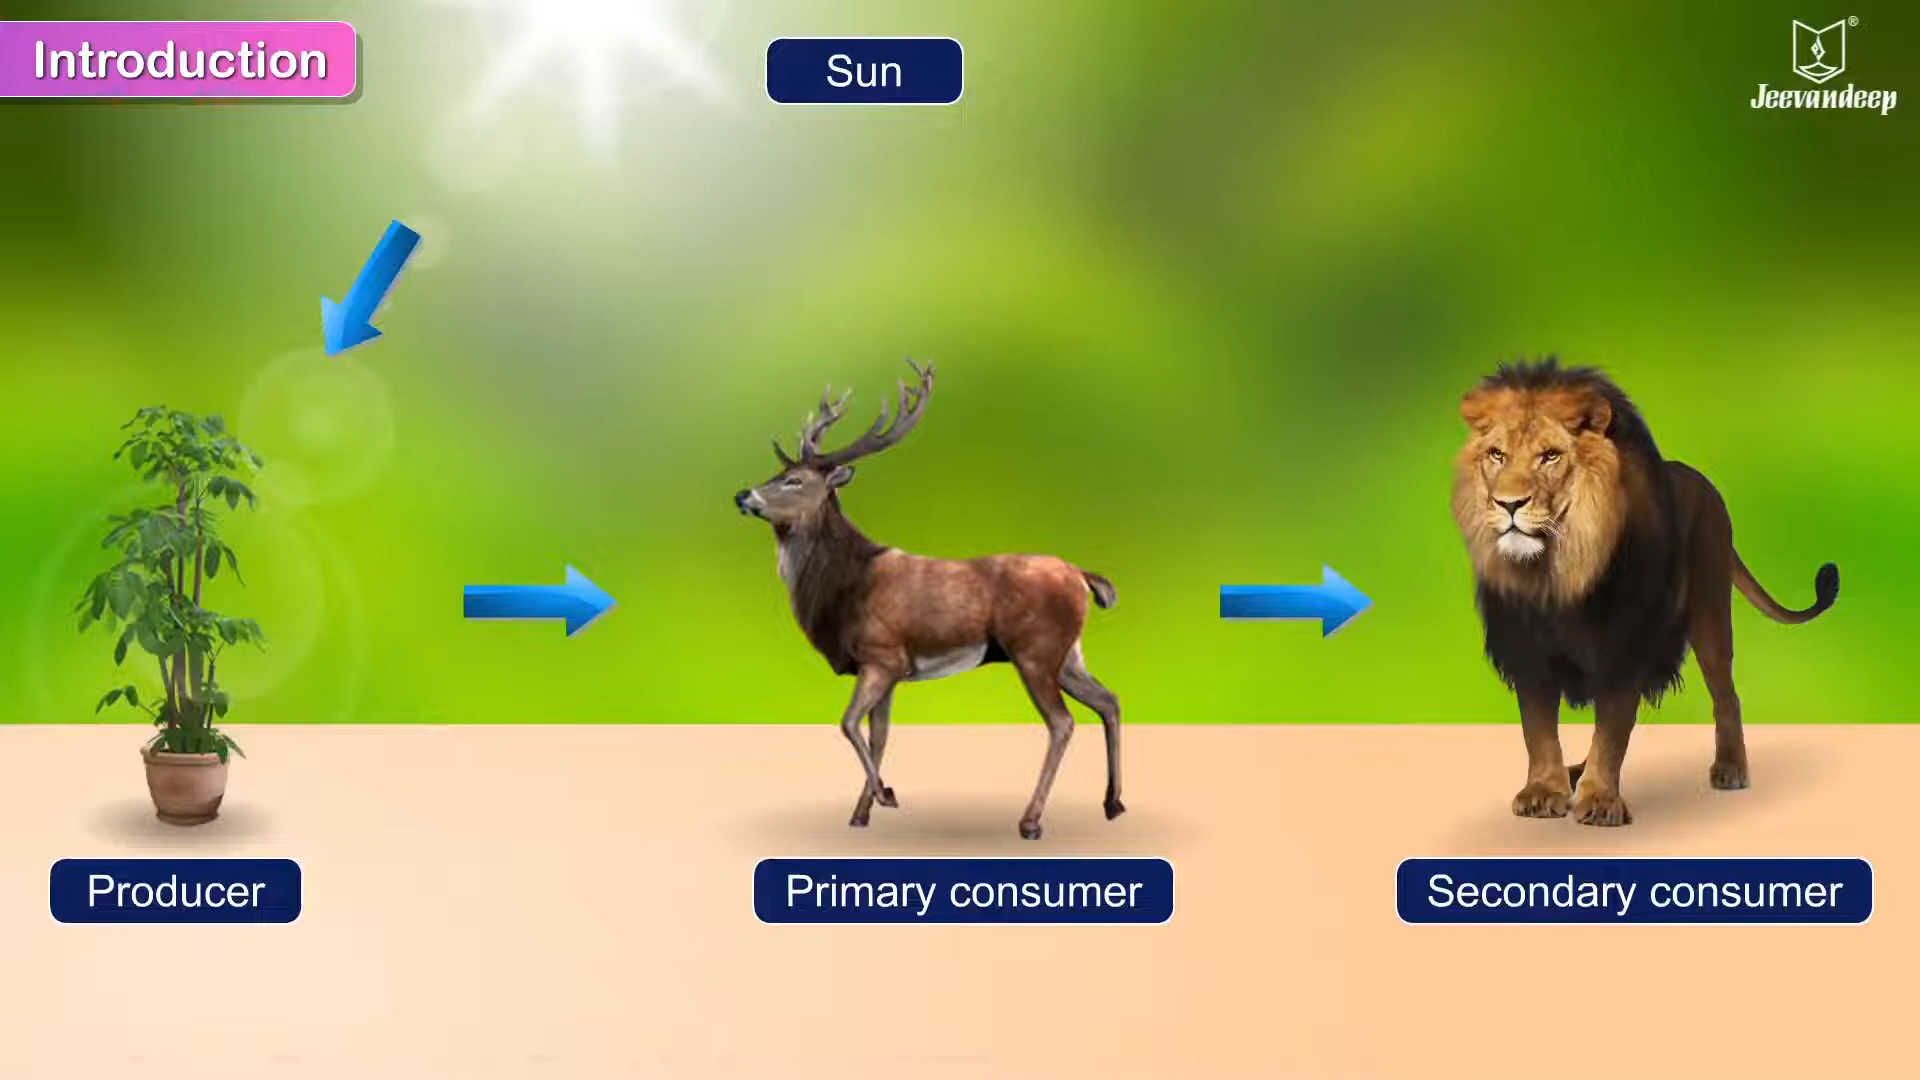 Introduction
Sun
®
Jeevandeep
Producer
Primary consumer
Secondary consumer